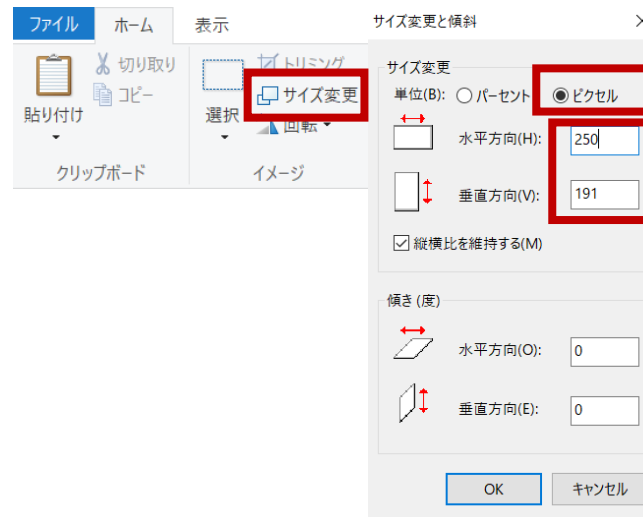 ファイル
ホーム
表示
切り取り
コピー
貼り付け
クリップボード
トリミング
サイズ変更
回転
選択
イメージ
サイズ変更と傾斜
サイズ変更
単位(B):
パーセント
ピクセル
水平方向(H):
250
垂直方向(V):
191
縦横比を維持する(M)
傾き (度)
水平方向(O):
0
垂直方向(E):
0
OK
キャンセル